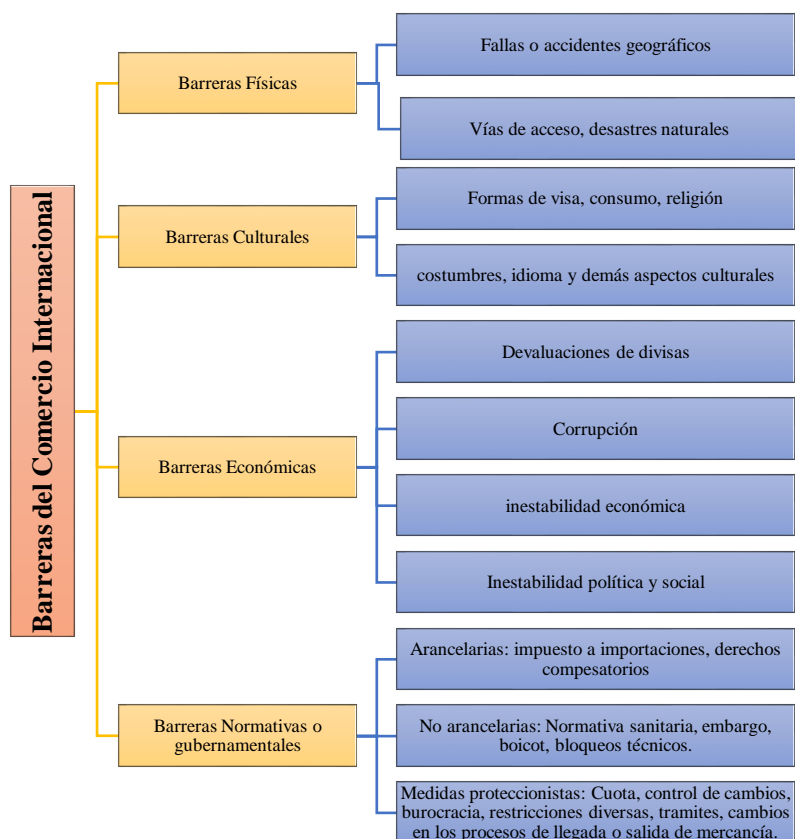 Barreras del Comercio Internacional
Barreras Físicas
Fallas o accidentes geográficos
Vías de acceso, desastres naturales
Barreras Culturales
Formas de visa, consumo, religión
costumbres, idioma y demás aspectos culturales
Barreras Económicas
Devaluaciones de divisas
Corrupción
inestabilidad económica
Inestabilidad política y social
Barreras Normativas o
gubernamentales
Arancelarias: impuesto a importaciones, derechos
compesatorios
No arancelarias: Normativa sanitaria, embargo,
boicot, bloqueos técnicos.
Medidas proteccionistas: Cuota, control de cambios,
burocracia, restricciones diversas, tramites, cambios
en los procesos de llegada o salida de mercancía.